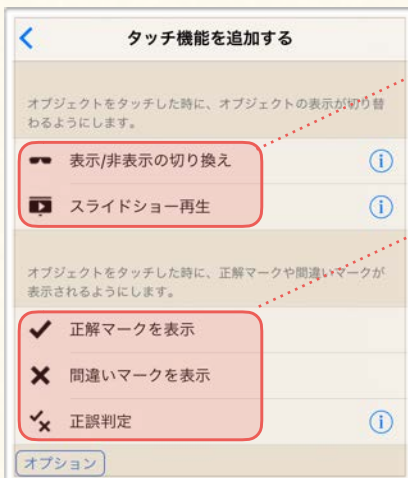 タッチ機能を追加する
オブジェクトをタッチした時に、オブジェクトの表示が切り替
わるようにします。
表示/非表示の切り換え
スライドショー再生
オブジェクトをタッチした時に、正解マークや間違いマークが
表示されるようにします。
正解マークを表示
間違いマークを表示
正誤判定
オプション